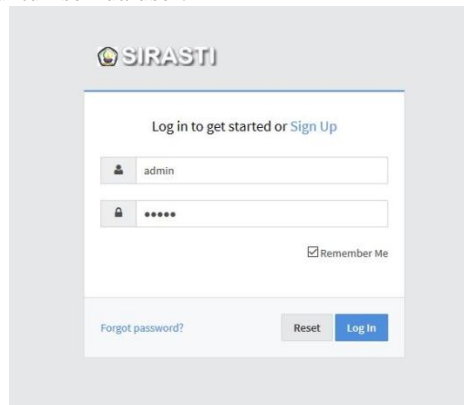 SIRASTI
Log in to get started or Sign Up
admin
•••••
Remember Me
Forgot password?
Reset
Log In